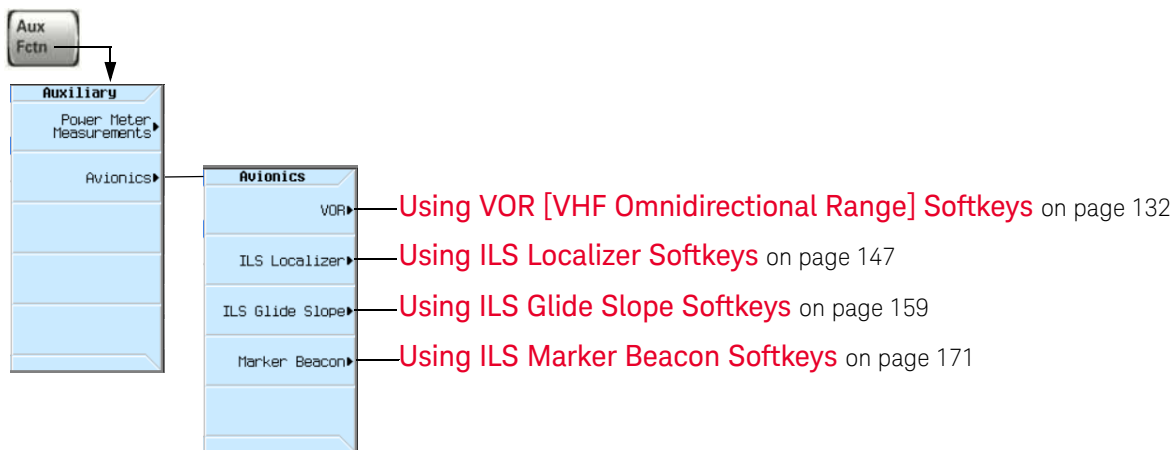 Aux
Fctn
Auxiliary
Power Meter
Measurements
Avionics
Avionics
VOR
Using VOR [VHF Omnidirectional Range] Softkeys on page 132
ILS Localizer
Using ILS Localizer Softkeys on page 147
ILS Glide Slope
Using ILS Glide Slope Softkeys on page 159
Marker Beacon
Using ILS Marker Beacon Softkeys on page 171